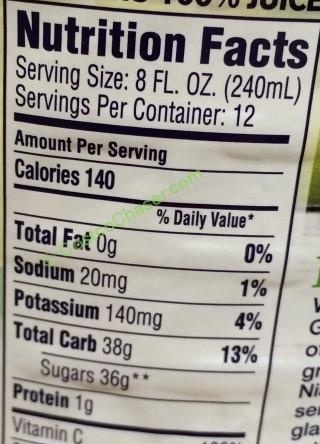 100% JUICE
Nutrition Facts
Serving Size: 8 FL. OZ. (240mL)
Servings Per Container: 12
Amount Per Serving
Calories 140
% Daily Value*
Total Fat 0g 0%
Sodium 20mg 1%
Potassium 140mg 4%
Total Carb 38g 13%
Sugars 36g**
Protein 1g
Vitamin C